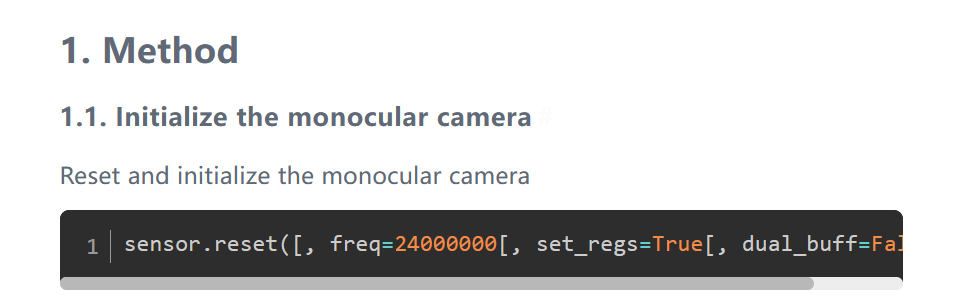 1. Method
1.1. Initialize the monocular camera #
Reset and initialize the monocular camera
1 sensor.reset([, freq=24000000[, set_regs=True[, dual_buff=Fal